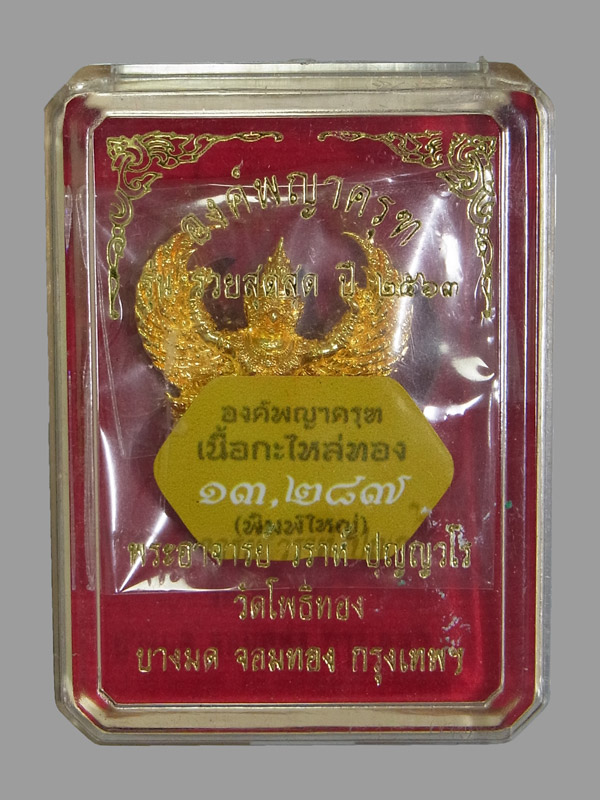 องค์พญาครุฑ
รุ่น รวยสดสด ปี ๒๕๖๓
องค์พญาครุฑ
เนื้อกะไหล่ทอง
๑๓,๒๘๗
(พิมพ์ใหญ่)
พระอาจารย์ วราห์ ปุญญวโร
วัดโพธิทอง
บางมด จอมทอง กรุงเทพฯ